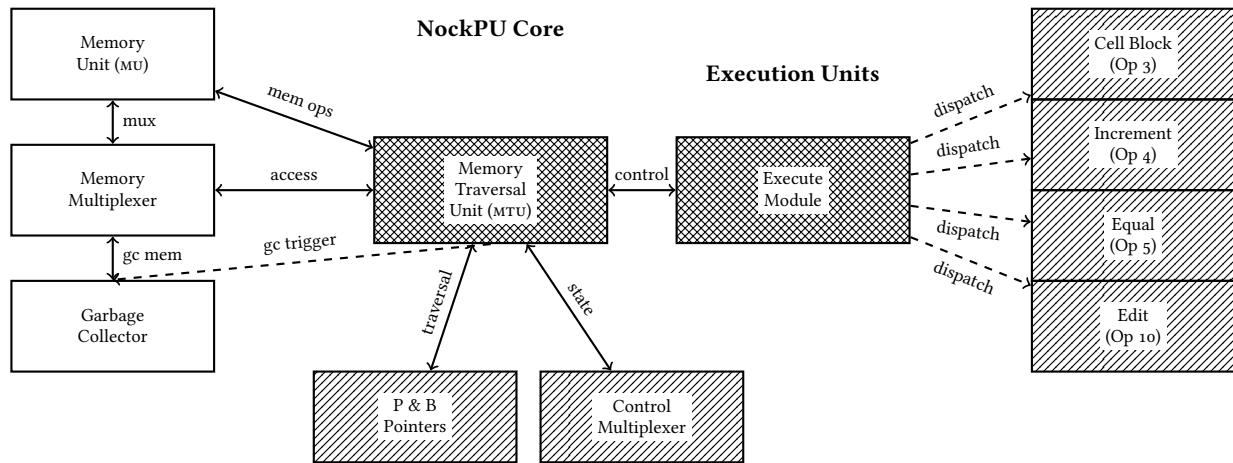 NockPU Core
Execution Units
Memory
Unit (MU)
mux
Memory
Multiplexer
gc mem
Garbage
Collector
mem ops
access
gc trigger
Memory
Traversal
Unit (MTU)
traversal
state
P & B
Pointers
Control
Multiplexer
control
Execute
Module
dispatch
dispatch
dispatch
dispatch
Cell Block
(Op 3)
Increment
(Op 4)
Equal
(Op 5)
Edit
(Op 10)